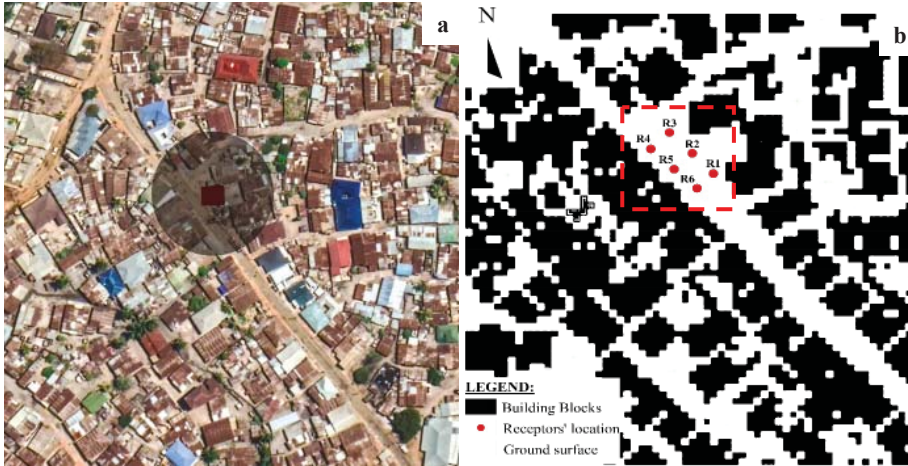 a
N
b
R3
R4
R2
R5
R1
R6
LEGEND:
Building Blocks
Receptors' location
Ground surface